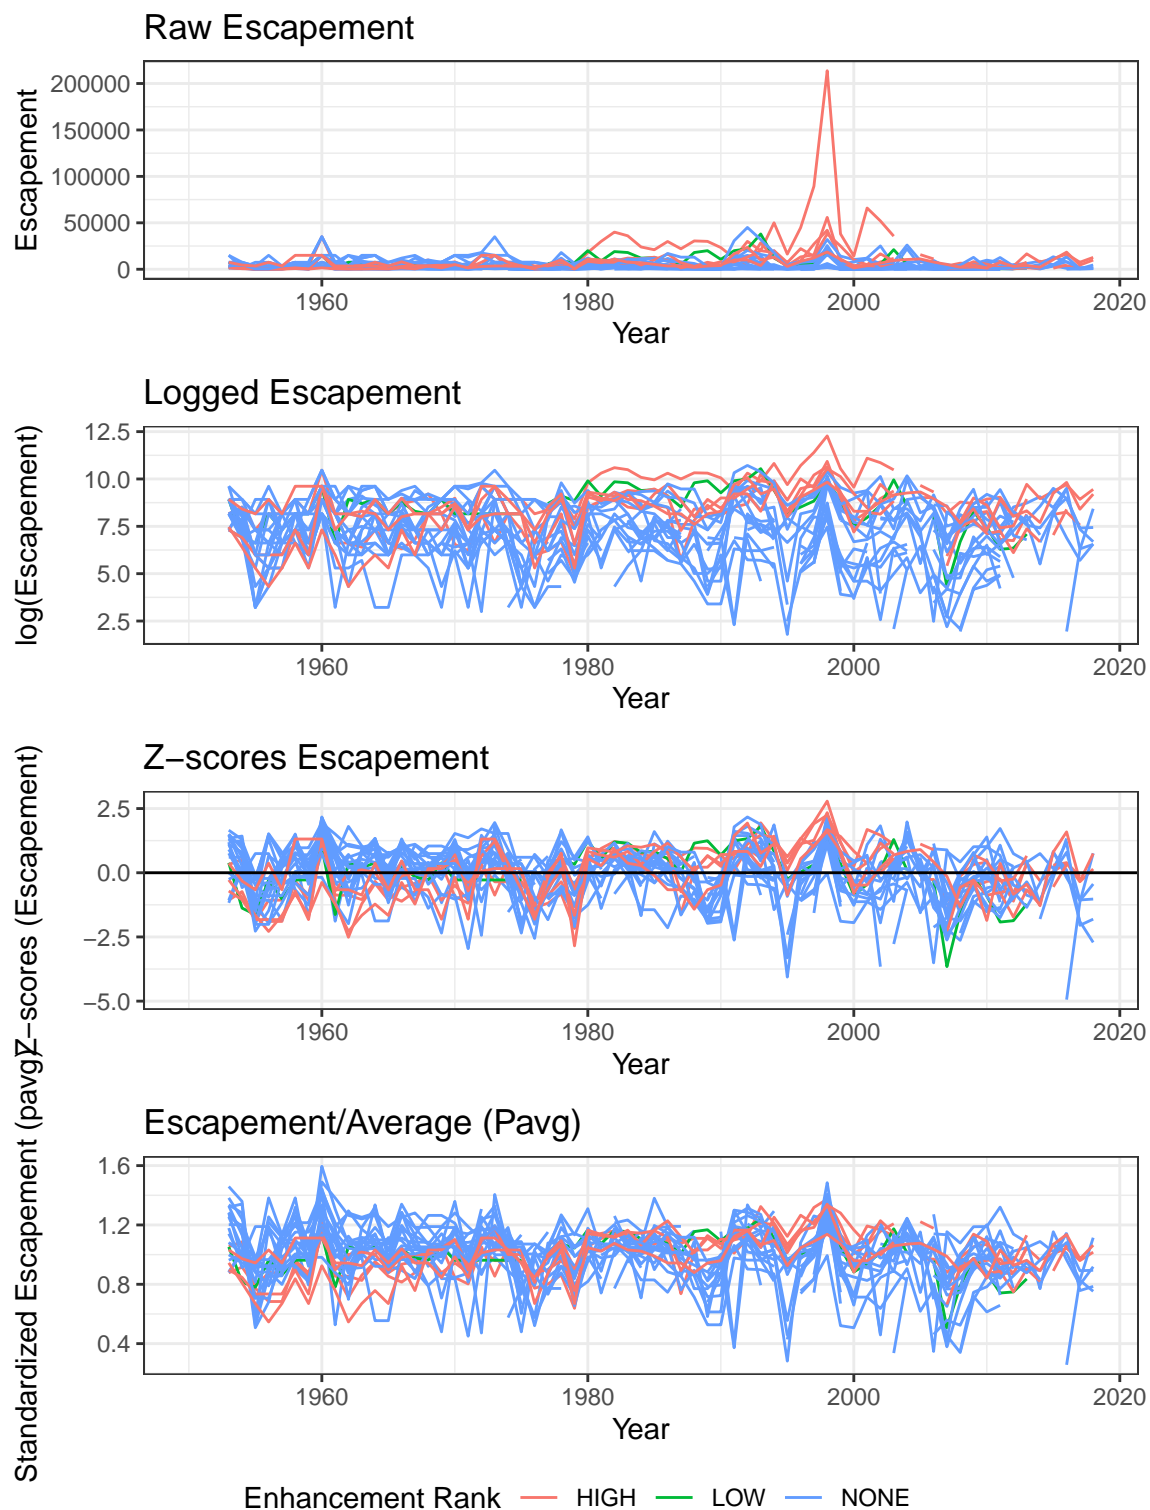 Raw Escapement
200000
150000
100000
50000
0
Escapement
1960 1980 2000 2020
Year
Logged Escapement
12.5
10.0
7.5
5.0
2.5
log(Escapement)
1960 1980 2000 2020
Year
Z−scores Escapement
2.5
0.0
−2.5
−5.0
Z−scores (Escapement)
1960 1980 2000 2020
Year
Escapement/Average (Pavg)
1.6
1.2
0.8
0.4
Standardized Escapement (pavg)
1960 1980 2000 2020
Year
Enhancement Rank HIGH LOW NONE